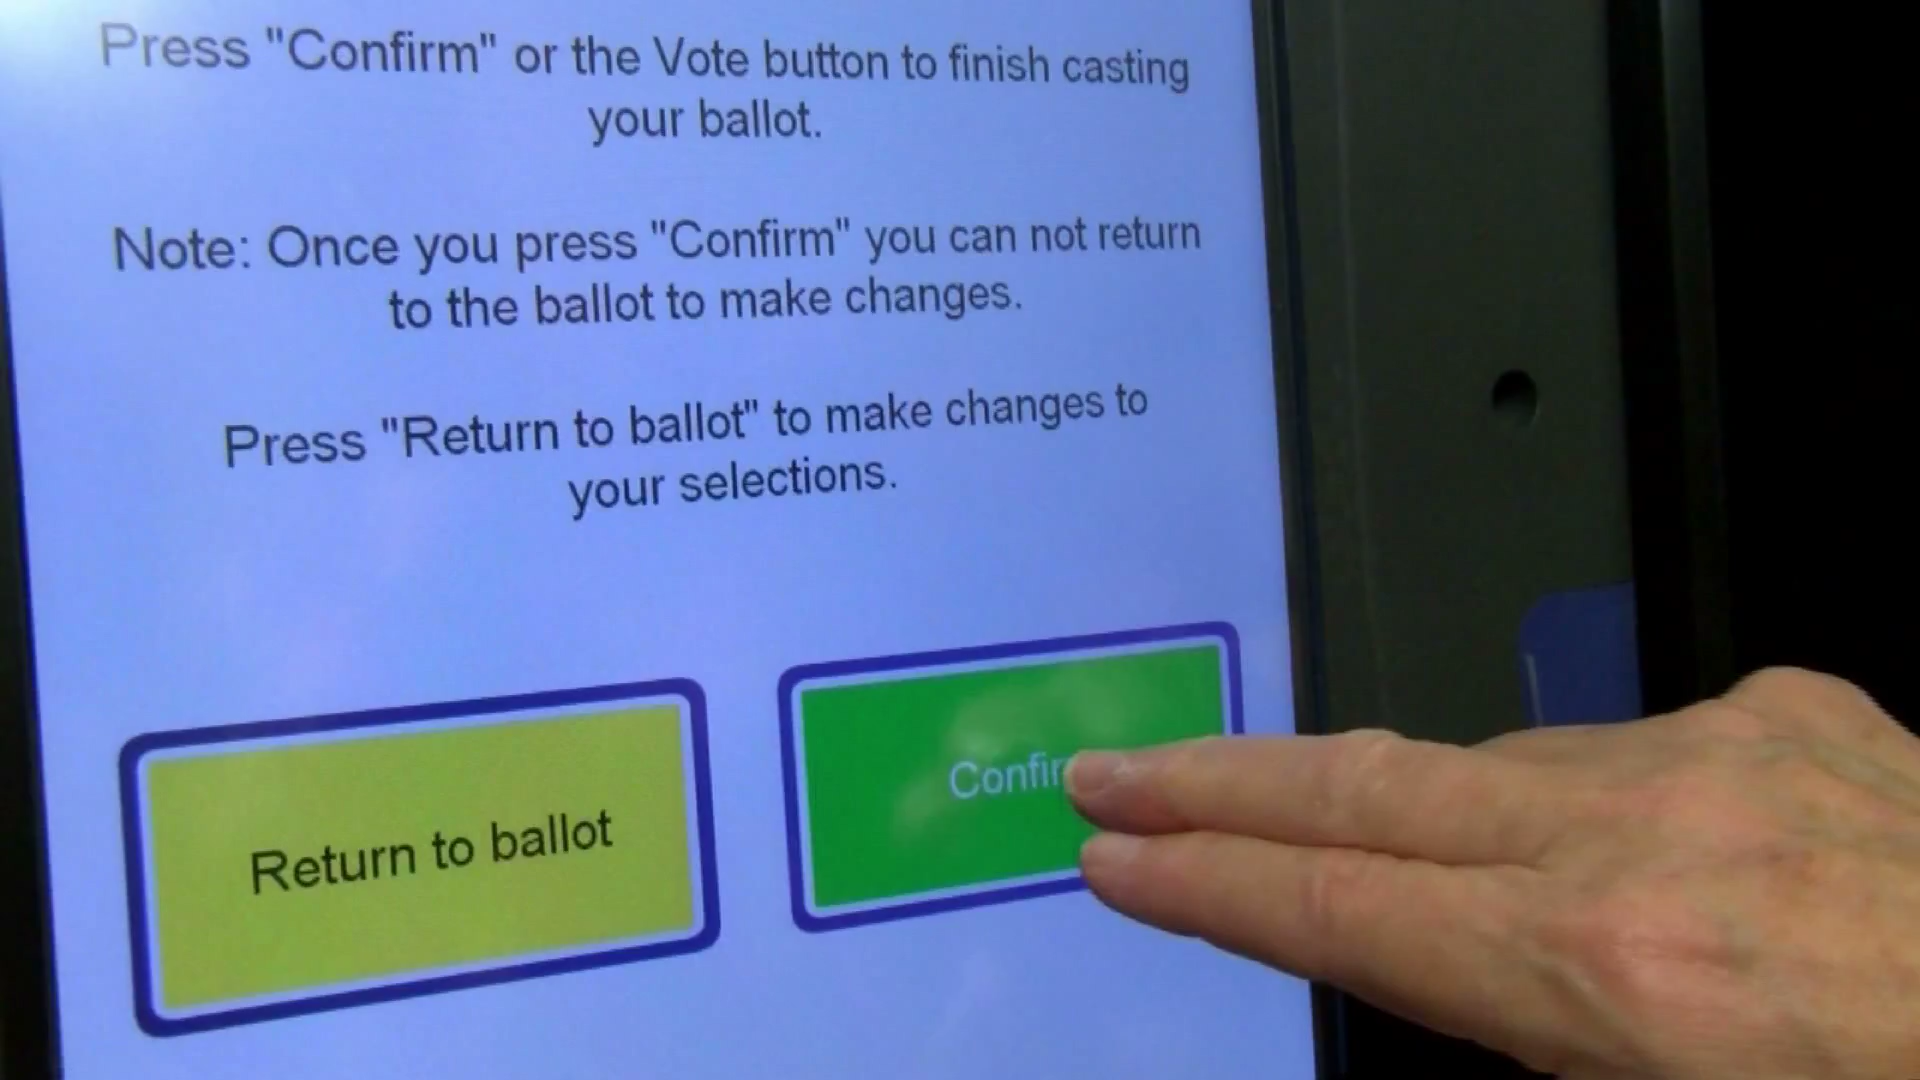 Press "Confirm" or the Vote button to finish casting
your ballot.
Note: Once you press "Confirm" you can not return
to the ballot to make changes.
Press "Return to ballot" to make changes to
your selections.
Return to ballot